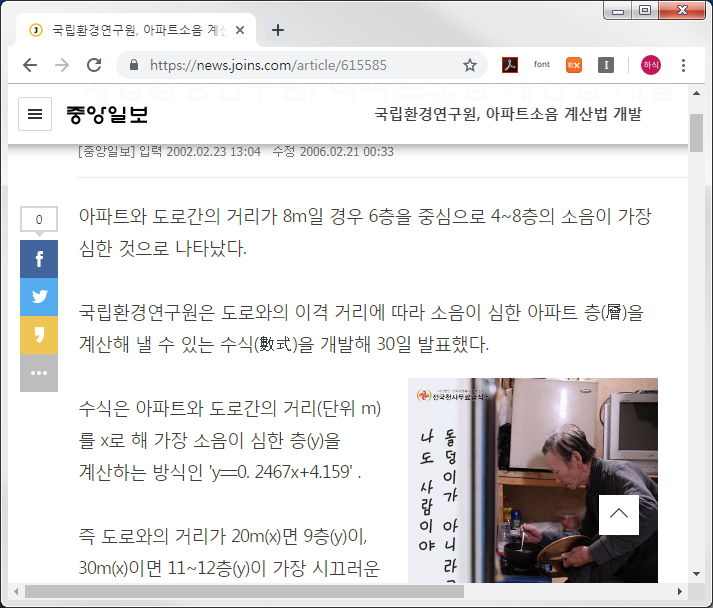 국립환경연구원, 아파트소음 계산
https://news.joins.com/article/615585
font
하식
중앙일보
국립환경연구원, 아파트소음 계산법 개발
[중앙일보] 입력 2002.02.23 13:04 수정 2006.02.21 00:33
0
아파트와 도로간의 거리가 8m일 경우 6층을 중심으로 4~8층의 소음이 가장
심한 것으로 나타났다.
국립환경연구원은 도로와의 이격 거리에 따라 소음이 심한 아파트 층(層)을
계산해 낼 수 있는 수식(數式)을 개발해 30일 발표했다.
수식은 아파트와 도로간의 거리(단위 m)
를 x로 해 가장 소음이 심한 층(y)을
계산하는 방식인 'y==0. 2467x+4.159' .
즉 도로와의 거리가 20m(x)면 9층(y)이,
30m(x)이면 11~12층(y)이 가장 시끄러운
전국천사무료급식
돌덩이가 아니라
나도 사람이야